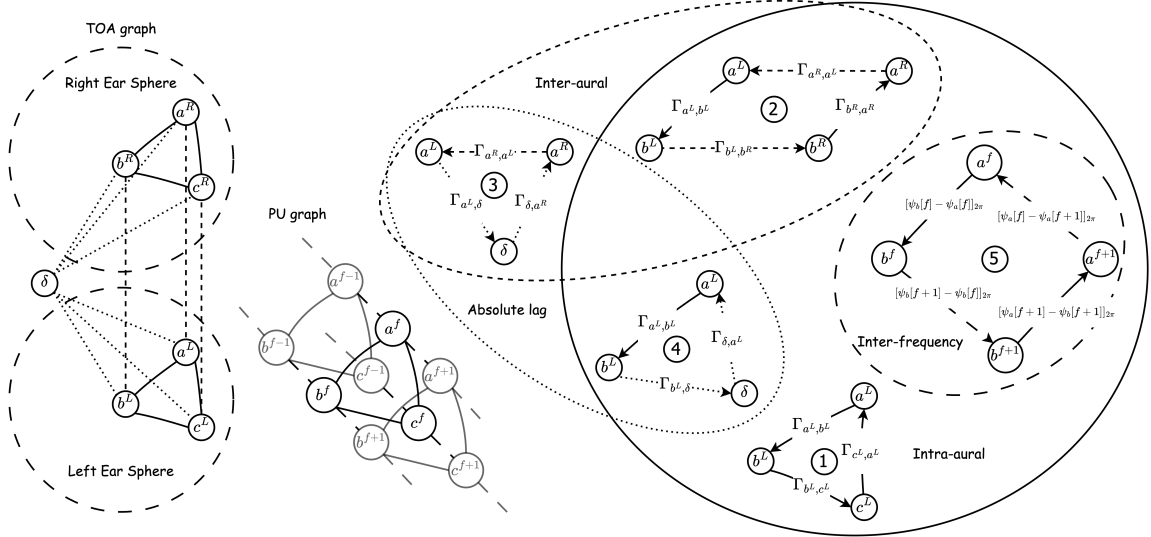 TOA graph
Right Ear Sphere
a^R
b^R
c^R
δ
a^L
b^L
c^L
Left Ear Sphere
PU graph
a^{f−1}
b^{f−1}
c^{f−1}
a^f
b^f
c^f
a^{f+1}
b^{f+1}
c^{f+1}
Inter-aural
a^L
Γ_{a^R,a^L}
a^R
Γ_{a^L,b^L}
2
Γ_{b^R,a^R}
b^L
Γ_{b^L,b^R}
b^R
a^L
Γ_{a^R,a^L}
a^R
3
Γ_{a^L,δ}
Γ_{δ,a^R}
δ
Absolute lag
a^L
Γ_{a^L,b^L}
Γ_{δ,a^L}
4
b^L
Γ_{b^L,δ}
δ
a^f
[ψ_b[f] − ψ_a[f]]_{2π}
[ψ_a[f] − ψ_a[f+1]]_{2π}
b^f
5
a^{f+1}
[ψ_b[f+1] − ψ_b[f]]_{2π}
[ψ_a[f+1] − ψ_b[f+1]]]_{2π}
Inter-frequency
b^{f+1}
a^L
Γ_{a^L,b^L}
b^L
1
Γ_{c^L,a^L}
Intra-aural
Γ_{b^L,c^L}
c^L